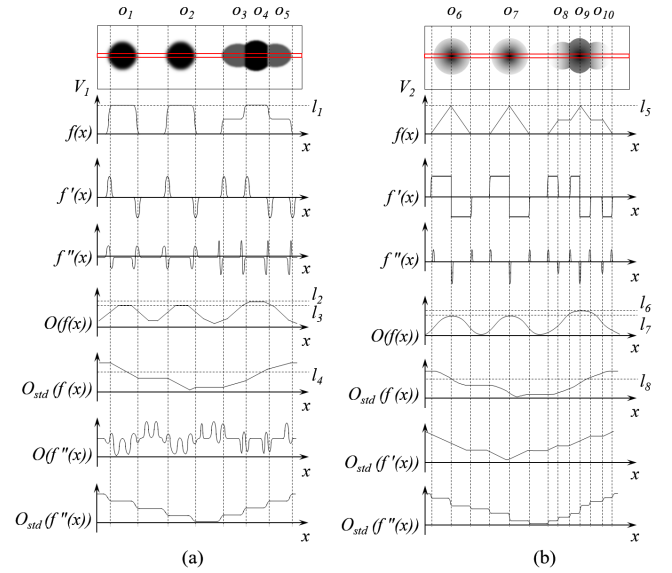 o1 o2 o3 o4 o5
V1
f(x) l1
x
f'(x)
x
f"(x)
x
O(f(x)) l2
l3
x
Ostd(f(x)) l4
x
O(f"(x))
x
Ostd(f"(x))
x
(a)
o6 o7 o8 o9 o10
V2
f(x) l5
x
f'(x)
x
f"(x)
x
O(f(x)) l6
l7
x
Ostd(f(x)) l8
x
Ostd(f'(x))
x
Ostd(f"(x))
x
(b)